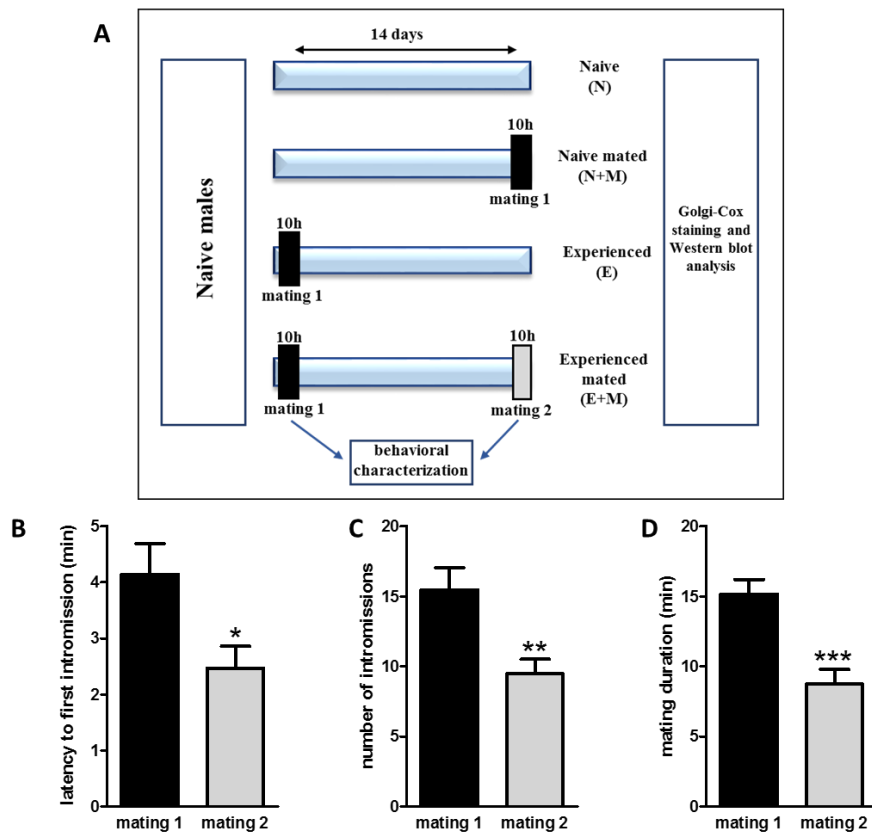 A
14 days
Naive males
Naive
(N)
10h
Naive mated
(N+M)
mating 1
10h
Experienced
(E)
mating 1
10h
10h
Experienced
mated
(E+M)
mating 1
mating 2
Golgi-Cox
staining and
Western blot
analysis
behavioral
characterization
B
latency to first intromission (min)
5
4
3
2
1
0
*
mating 1 mating 2
C
number of intromissions
20
15
10
5
0
**
mating 1 mating 2
D
mating duration (min)
20
15
10
5
0
***
mating 1 mating 2